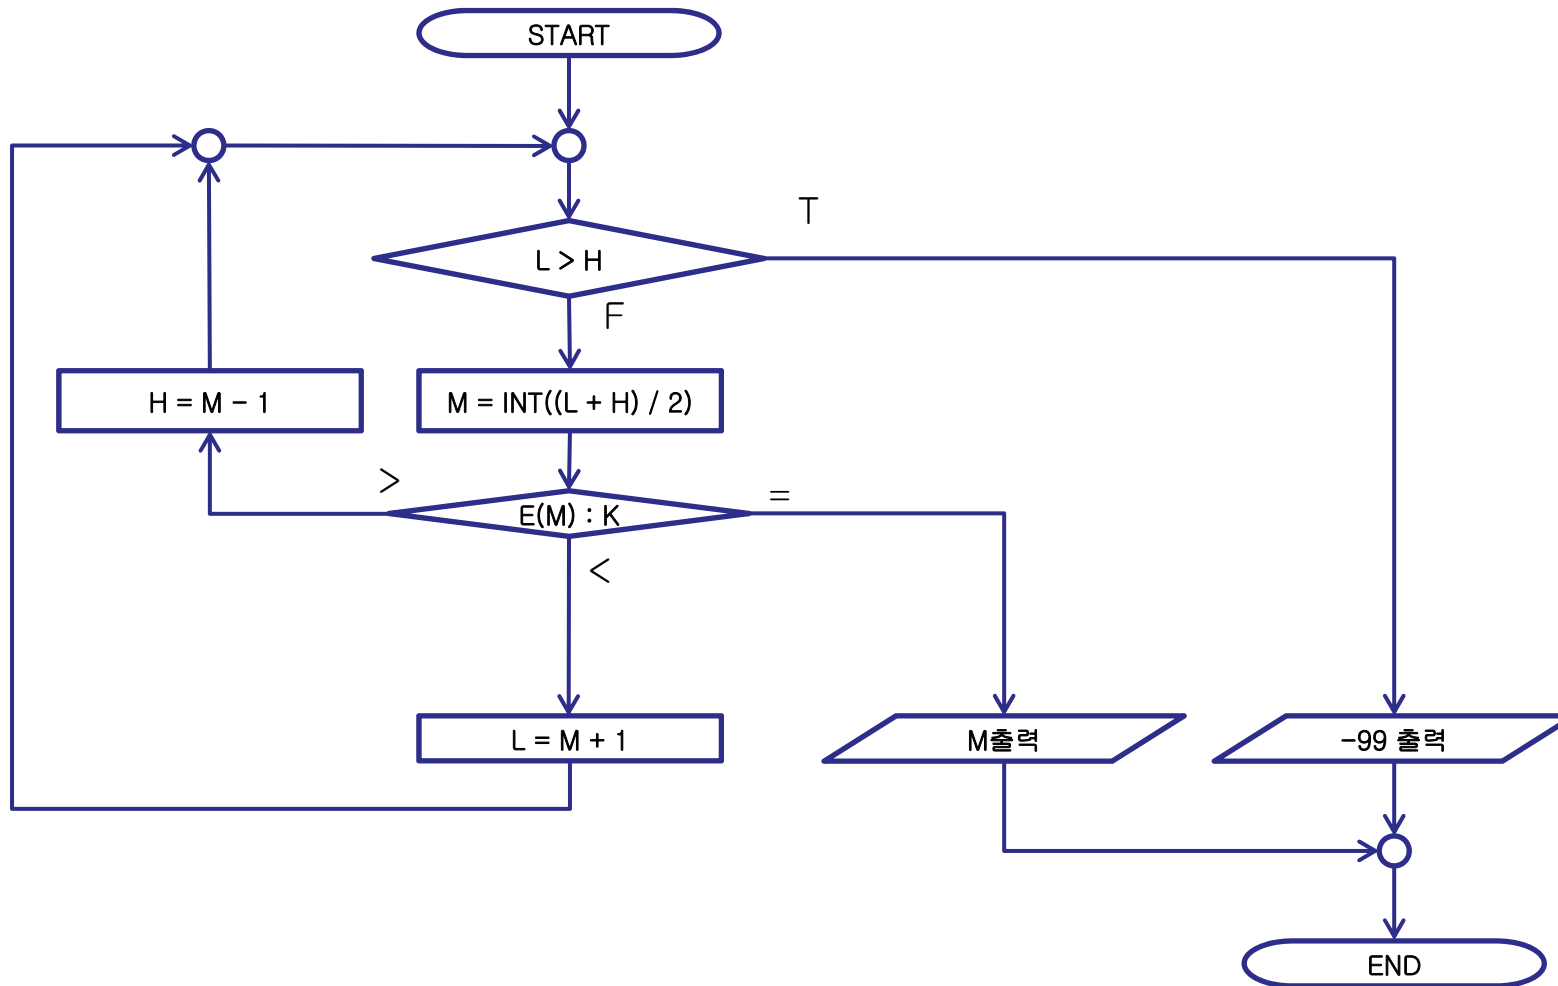 START
T
L > H
F
H = M - 1
M = INT((L + H) / 2)
>
=
E(M) : K
<
L = M + 1
M출력
-99 출력
END